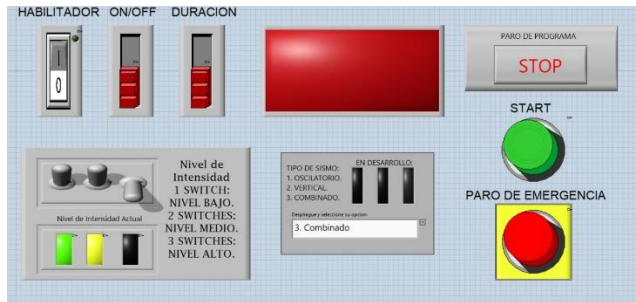 HABILITADOR ON/OFF DURACION
PARO DE PROGRAMA
STOP
START
PARO DE EMERGENCIA
Nivel de
Intensidad
1 SWITCH:
NIVEL BAJO.
2 SWITCHES:
NIVEL MEDIO.
3 SWITCHES:
NIVEL ALTO.
Nivel de Intensidad Actual
EN DESARROLLO:
TIPO DE SISMO:
1. OSCILATORIO.
2. VERTICAL.
3. COMBINADO.
Despliegue y seleccione su opcion:
3. Combinado